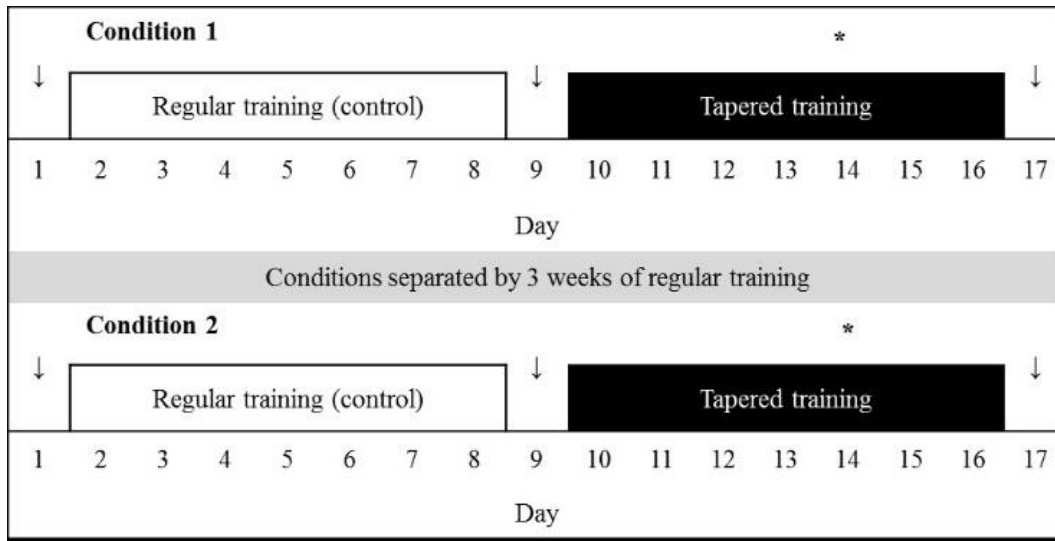 Condition 1
*
↓ ↓ ↓
Regular training (control) Tapered training
1 2 3 4 5 6 7 8 9 10 11 12 13 14 15 16 17
Day
Conditions separated by 3 weeks of regular training
Condition 2
*
↓ ↓ ↓
Regular training (control) Tapered training
1 2 3 4 5 6 7 8 9 10 11 12 13 14 15 16 17
Day